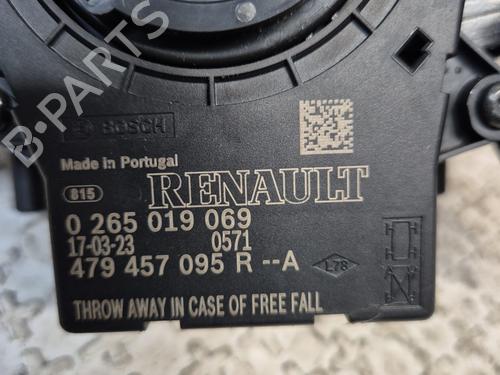 B-PARTS
BOSCH
Made in Portugal
815 RENAULT
0 265 019 069
17-03-23 0571
479 457 095 R --A L78
N
THROW AWAY IN CASE OF FREE FALL